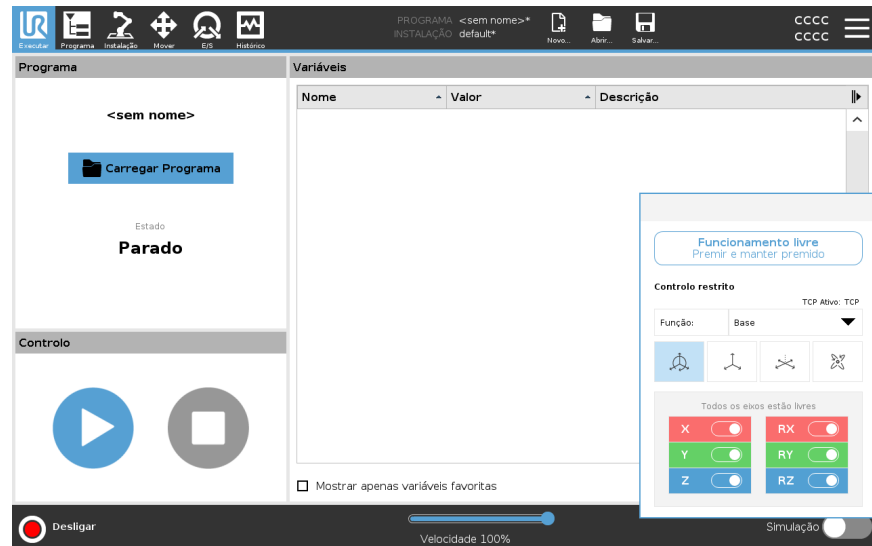 UR
Executar
Programa
Instalação
Mover
E/S
Histórico
PROGRAMA <sem nome>*
INSTALAÇÃO default*
Novo...
Abrir...
Salvar...
CCCC
CCCC
Programa
<sem nome>
Carregar Programa
Estado
Parado
Controlo
Variáveis
Nome
Valor
Descrição
Mostrar apenas variáveis favoritas
Funcionamento livre
Premir e manter premido
Controlo restrito
TCP Ativo: TCP
Função: Base
Todos os eixos estão livres
X RX
Y RY
Z RZ
Desligar
Velocidade 100%
Simulação